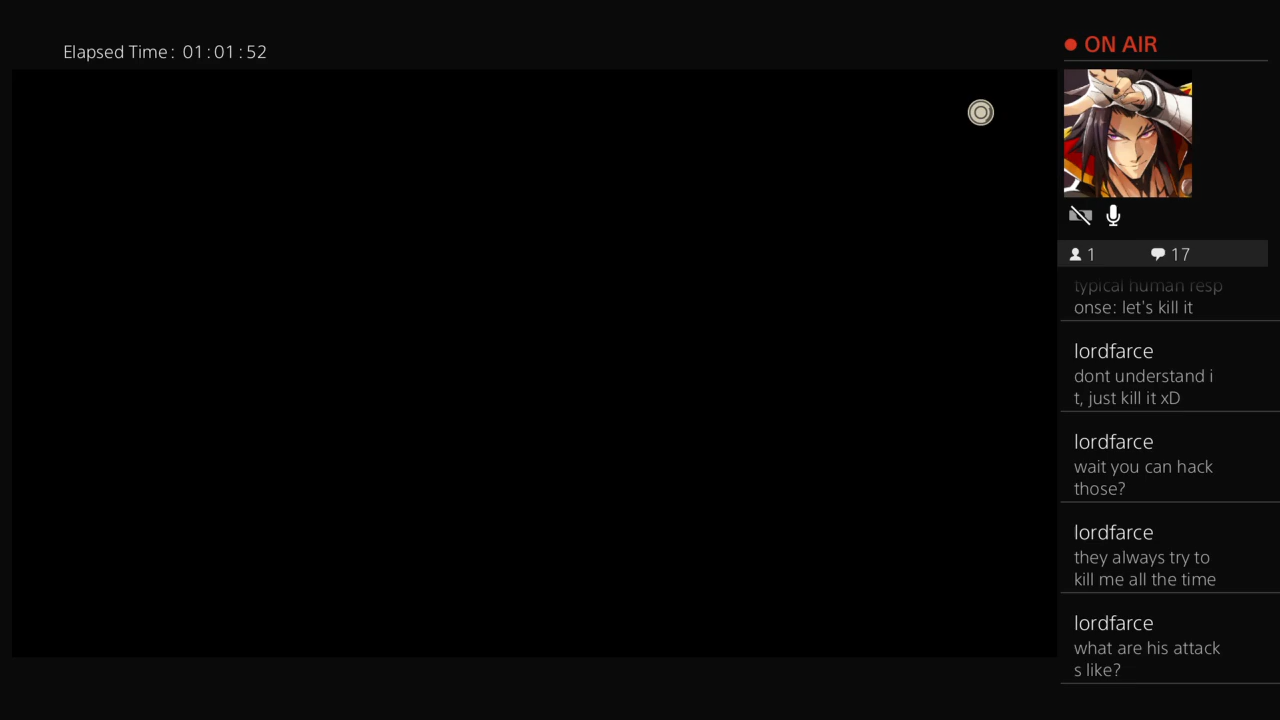 Elapsed Time: 01:01:52
ON AIR
1
17
typical human resp
onse: let's kill it
lordfarce
dont understand i
t, just kill it xD
lordfarce
wait you can hack
those?
lordfarce
they always try to
kill me all the time
lordfarce
what are his attack
s like?